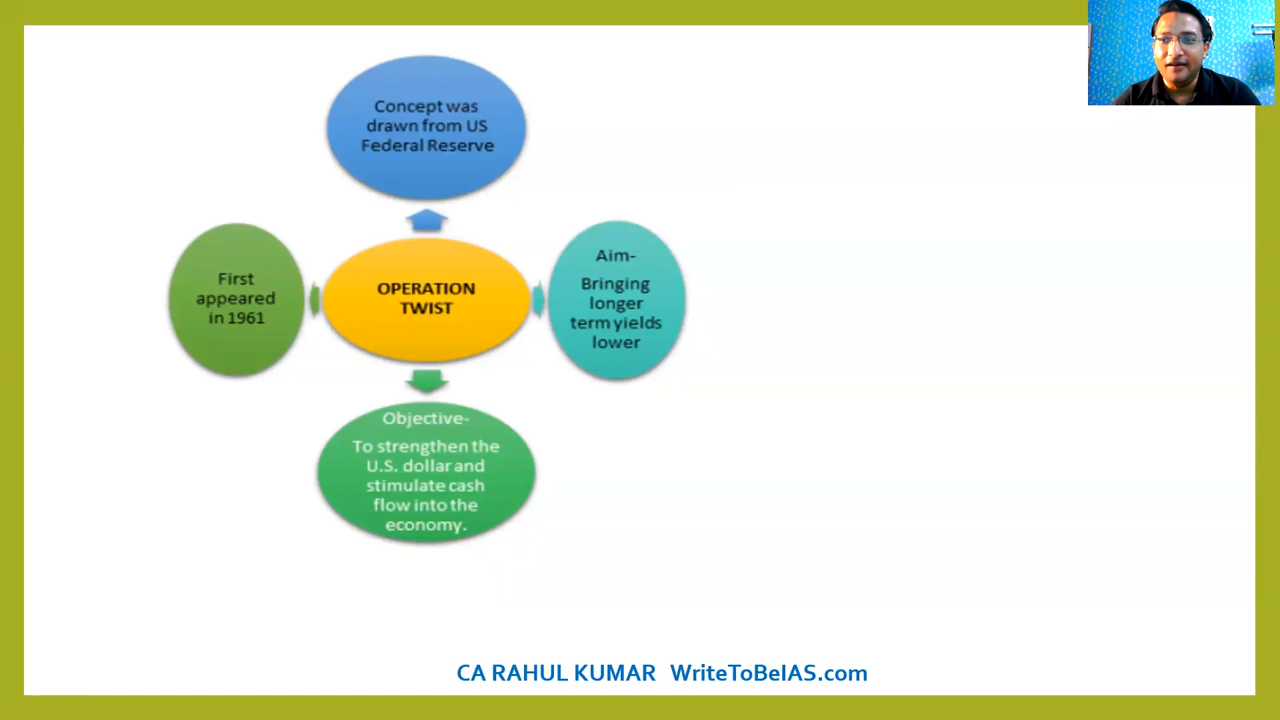 Concept was
drawn from US
Federal Reserve
First
appeared
in 1961
OPERATION
TWIST
Aim-
Bringing
longer
term yields
lower
Objective-
To strengthen the
U.S. dollar and
stimulate cash
flow into the
economy.
CA RAHUL KUMAR WriteToBeIAS.com